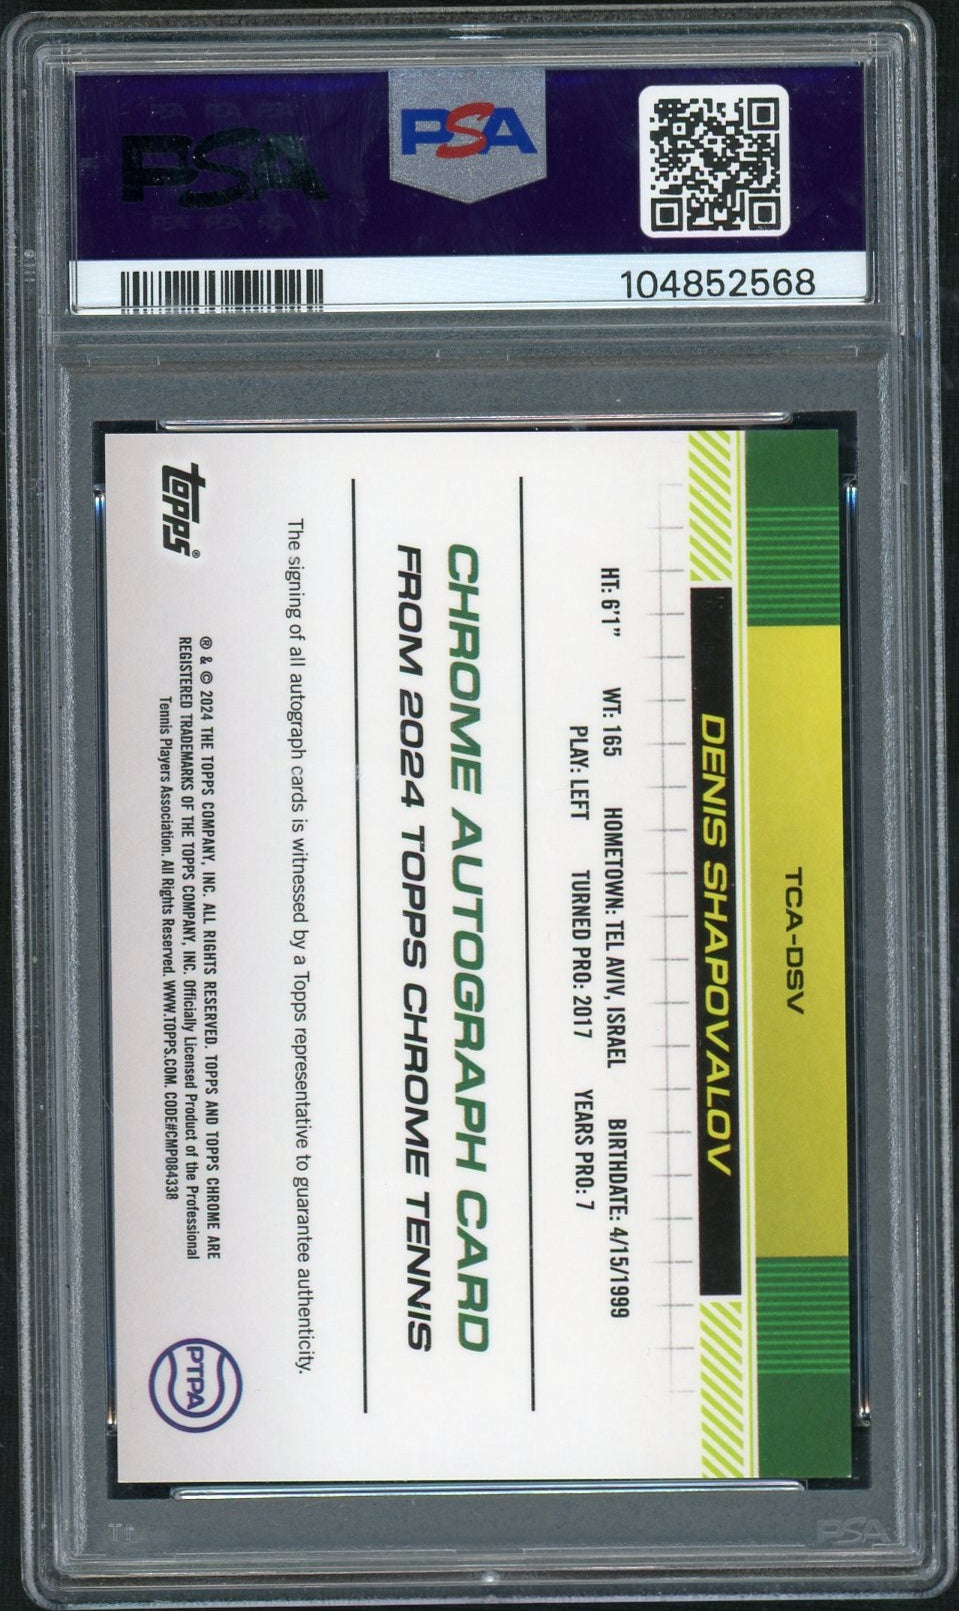 PSA
PSA
104852568
TCA-DSV
DENIS SHAPOVALOV
HT: 6'1" WT: 165 HOMETOWN: TEL AVIV, ISRAEL BIRTHDATE: 4/15/1999
PLAY: LEFT TURNED PRO: 2017 YEARS PRO: 7
CHROME AUTOGRAPH CARD
FROM 2024 TOPPS CHROME TENNIS
The signing of all autograph cards is witnessed by a Topps representative to guarantee authenticity.
topps®
® & © 2024 THE TOPPS COMPANY, INC. ALL RIGHTS RESERVED. TOPPS AND TOPPS CHROME ARE
REGISTERED TRADEMARKS OF THE TOPPS COMPANY, INC. Officially Licensed Product of the Professional
Tennis Players Association. All Rights Reserved. WWW.TOPPS.COM. CODE#CMP084338
PTPA
PSA